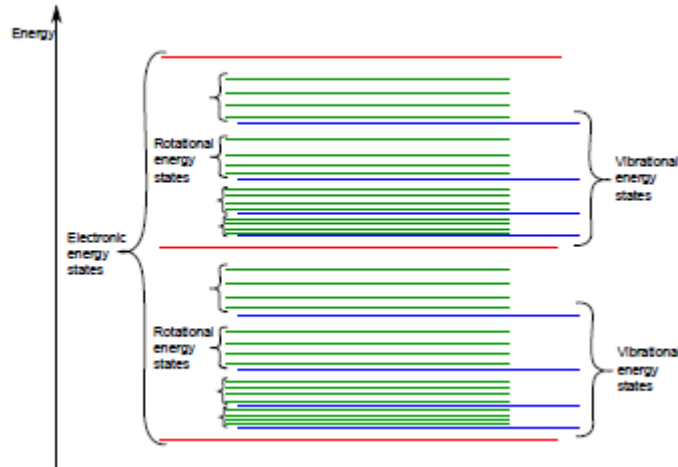 Energy
Rotational
energy
states
Vibrational
energy
states
Electronic
energy
states
Rotational
energy
states
Vibrational
energy
states